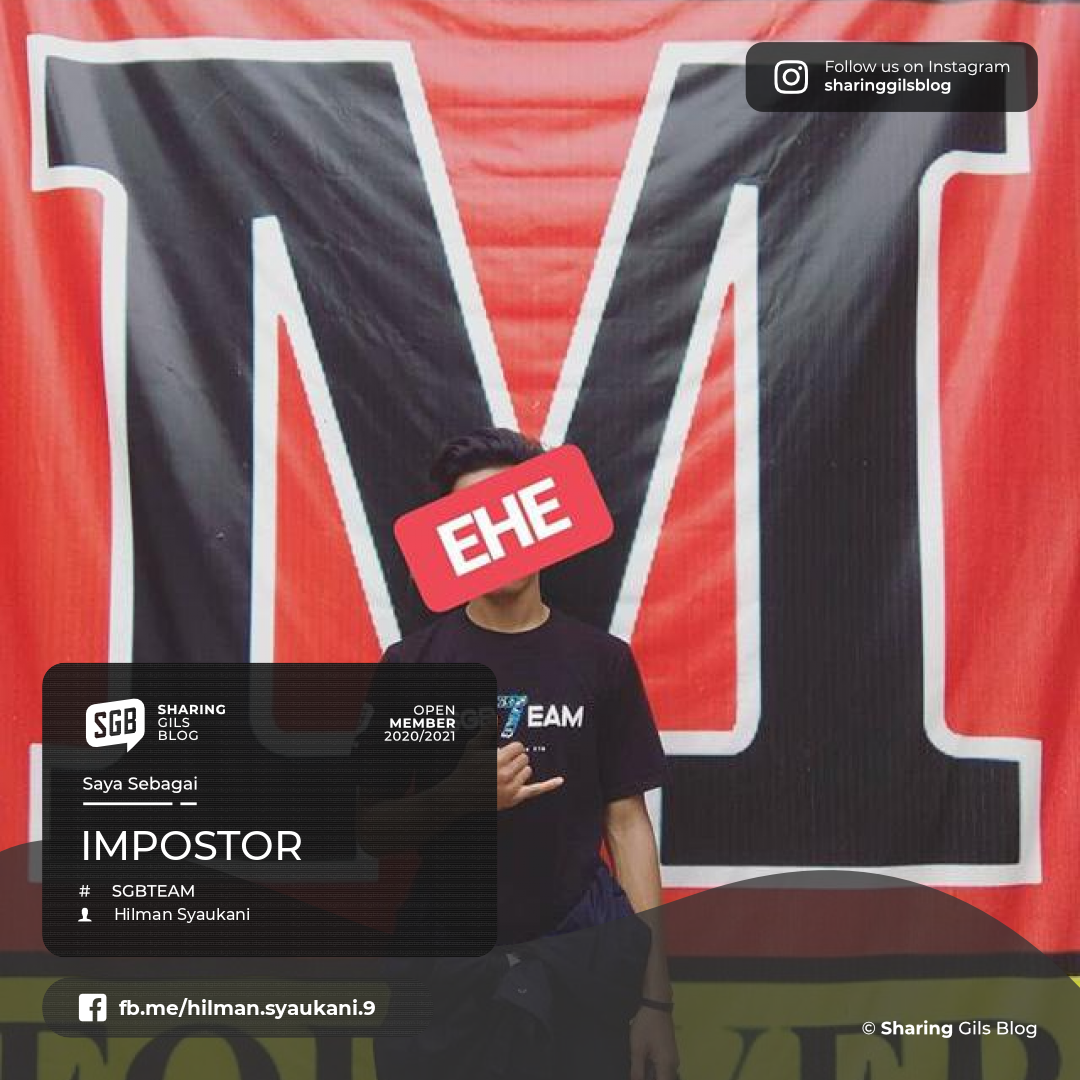 M
Follow us on Instagram
sharinggilsblog
EHE
7EAM
SGB
SHARING
GILS
BLOG
OPEN
MEMBER
2020/2021
Saya Sebagai
IMPOSTOR
# SGBTEAM
Hilman Syaukani
fb.me/hilman.syaukani.9
© Sharing Gils Blog